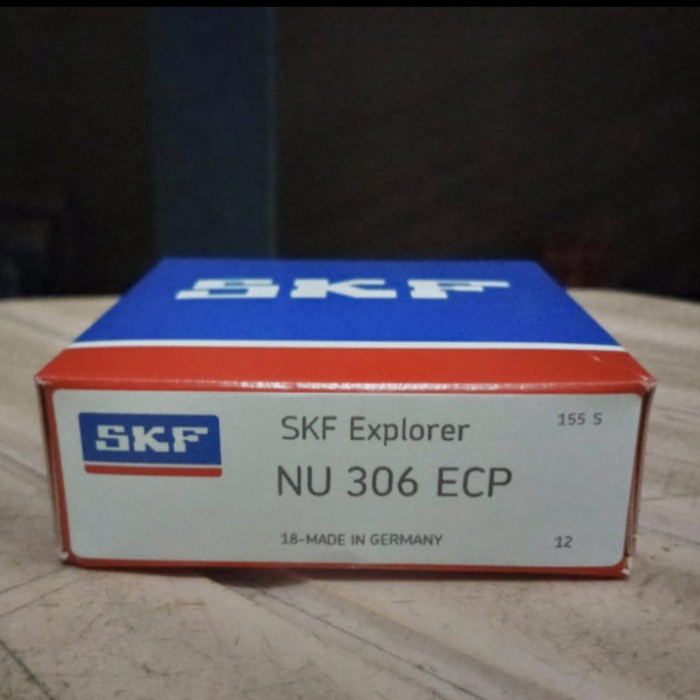 SKF
SKF
SKF Explorer
155 S
NU 306 ECP
18-MADE IN GERMANY
12